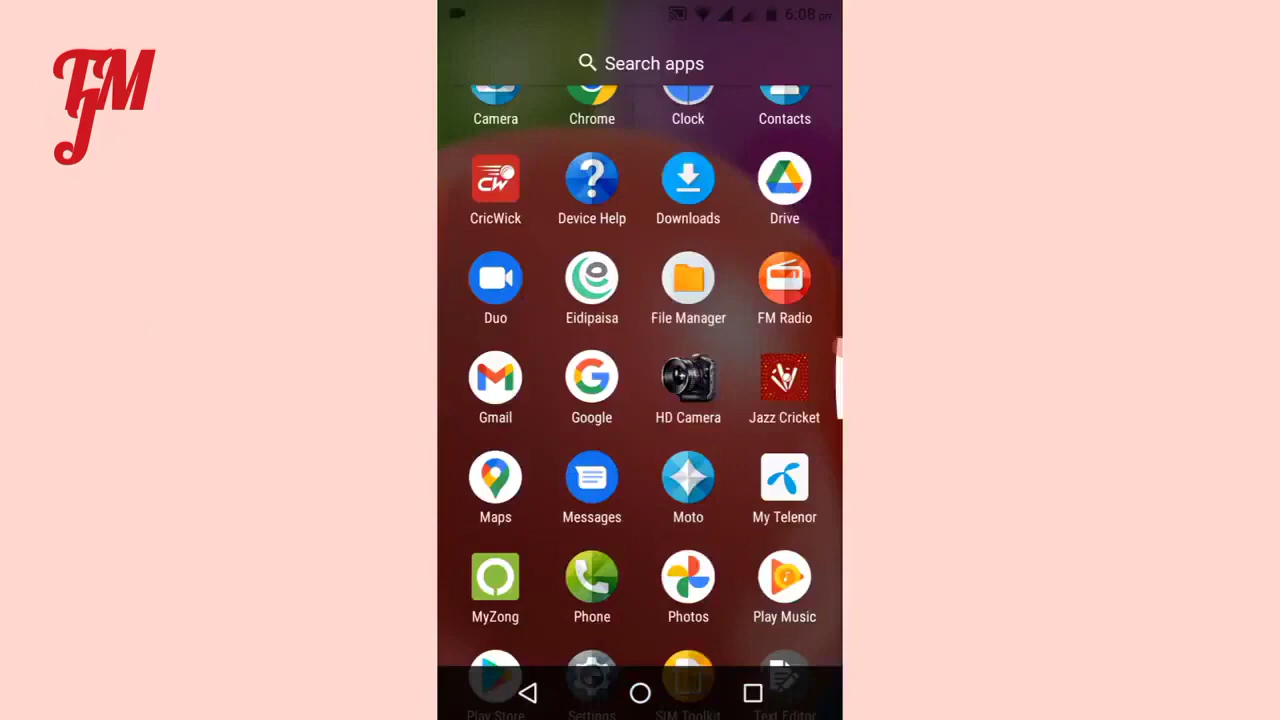 FMJ
6:08 pm
Search apps
Camera Chrome Clock Contacts
CW
CricWick Device Help Downloads Drive
Duo Eidipaisa File Manager FM Radio
Gmail Google HD Camera Jazz Cricket
Maps Messages Moto My Telenor
MyZong Phone Photos Play Music
Play Store Settings SIM Toolkit Text Editor